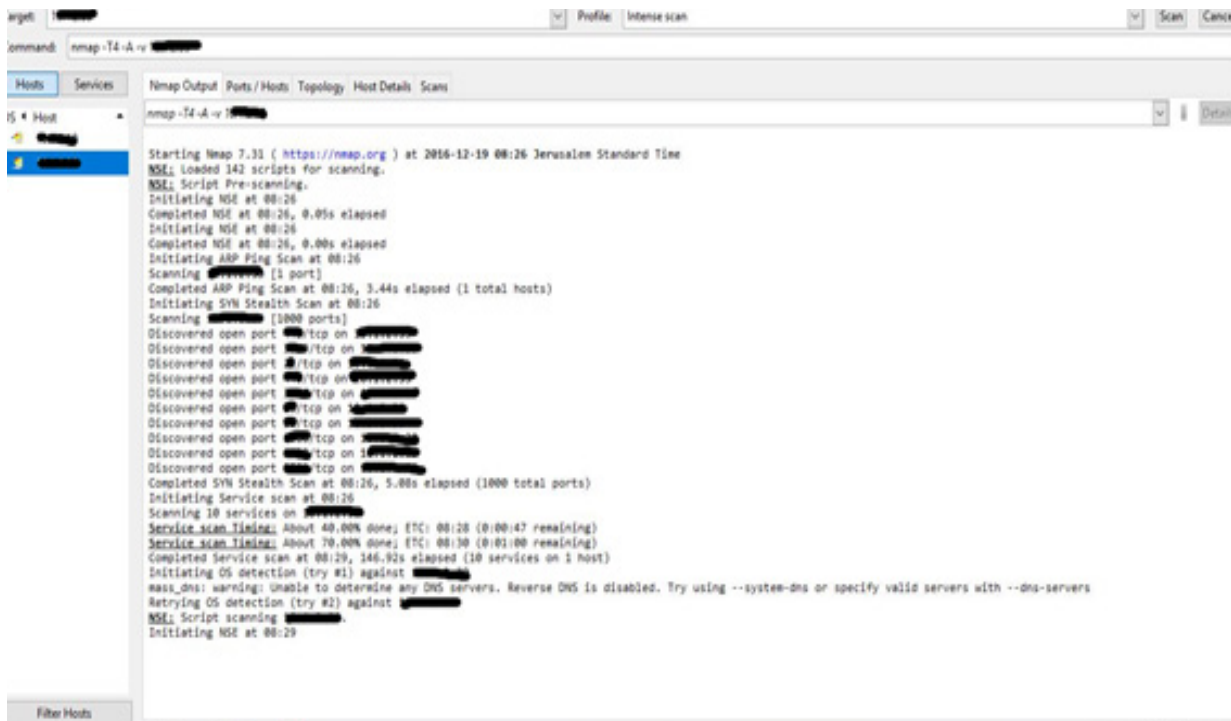 arget:
Profile: Intense scan
Scan
Cance
ommand: nmap -T4 -A -v
Hosts Services
Nmap Output Ports / Hosts Topology Host Details Scans
OS Host
nmap -T4 -A -v
Details
Starting Nmap 7.31 ( https://nmap.org ) at 2016-12-19 08:26 Jerusalem Standard Time
NSE: Loaded 142 scripts for scanning.
NSE: Script Pre-scanning.
Initiating NSE at 08:26
Completed NSE at 08:26, 0.05s elapsed
Initiating NSE at 08:26
Completed NSE at 08:26, 0.00s elapsed
Initiating ARP Ping Scan at 08:26
Scanning [1 port]
Completed ARP Ping Scan at 08:26, 3.44s elapsed (1 total hosts)
Initiating SYN Stealth Scan at 08:26
Scanning [1000 ports]
Discovered open port /tcp on
Discovered open port /tcp on
Discovered open port /tcp on
Discovered open port /tcp on
Discovered open port /tcp on
Discovered open port /tcp on
Discovered open port /tcp on
Discovered open port /tcp on
Discovered open port /tcp on
Discovered open port /tcp on
Completed SYN Stealth Scan at 08:26, 5.08s elapsed (1000 total ports)
Initiating Service scan at 08:26
Scanning 10 services on
Service scan Timing: About 40.00% done; ETC: 08:28 (0:00:47 remaining)
Service scan Timing: About 70.00% done; ETC: 08:30 (0:01:00 remaining)
Completed Service scan at 08:29, 146.92s elapsed (10 services on 1 host)
Initiating OS detection (try #1) against
mass_dns: warning: Unable to determine any DNS servers. Reverse DNS is disabled. Try using --system-dns or specify valid servers with --dns-servers
Retrying OS detection (try #2) against
NSE: Script scanning .
Initiating NSE at 08:29
Filter Hosts